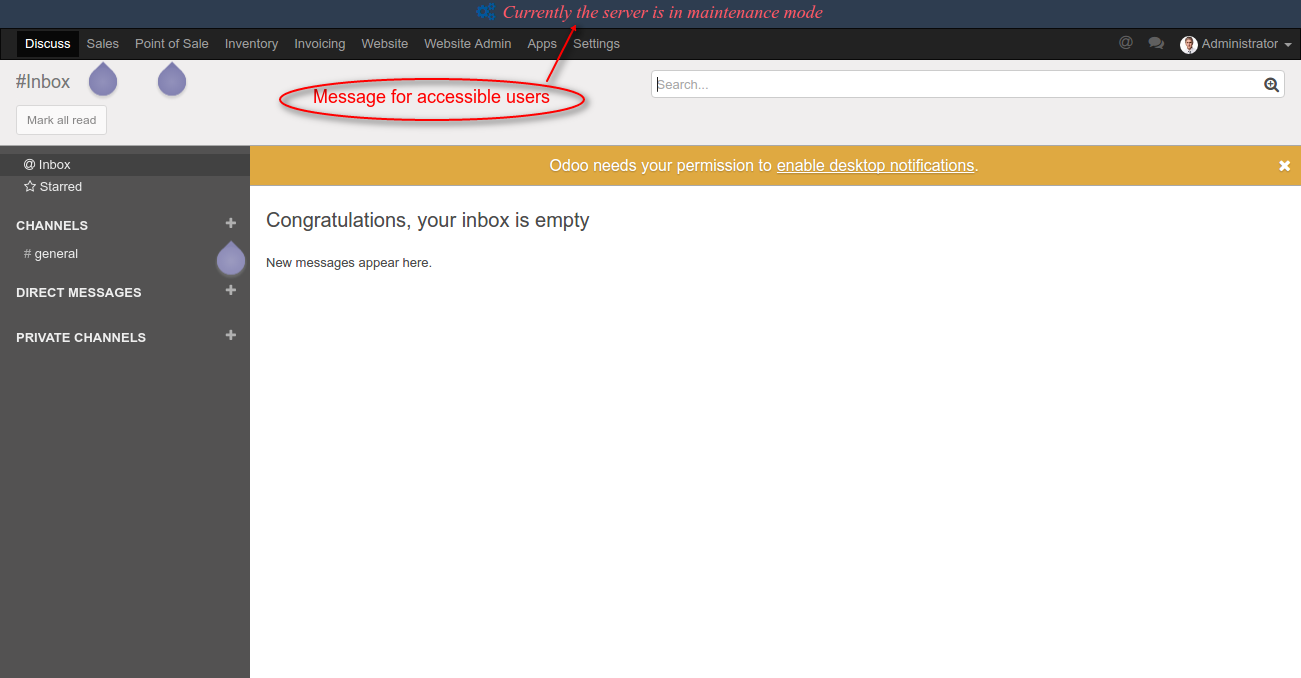 Currently the server is in maintenance mode
Discuss Sales Point of Sale Inventory Invoicing Website Website Admin Apps Settings @ Administrator
#Inbox
Message for accessible users
Search...
Mark all read
@ Inbox
Starred
CHANNELS +
# general
DIRECT MESSAGES +
PRIVATE CHANNELS +
Odoo needs your permission to enable desktop notifications. ×
Congratulations, your inbox is empty
New messages appear here.